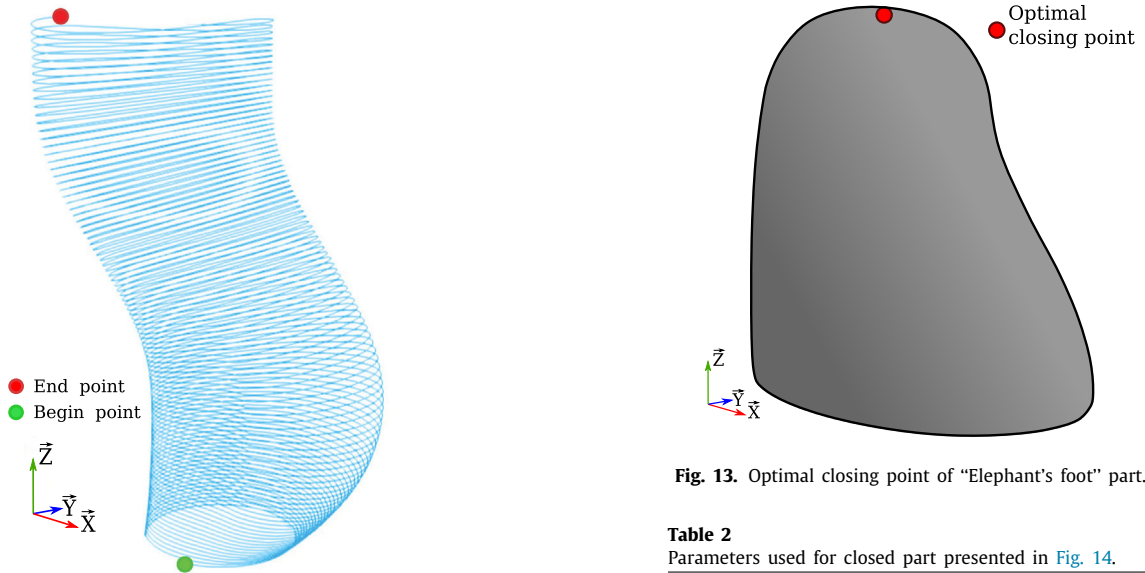 End point
Begin point
Z
Y
X
Optimal
closing point
Z
Y
X
Fig. 13. Optimal closing point of “Elephant’s foot” part.
Table 2
Parameters used for closed part presented in Fig. 14.